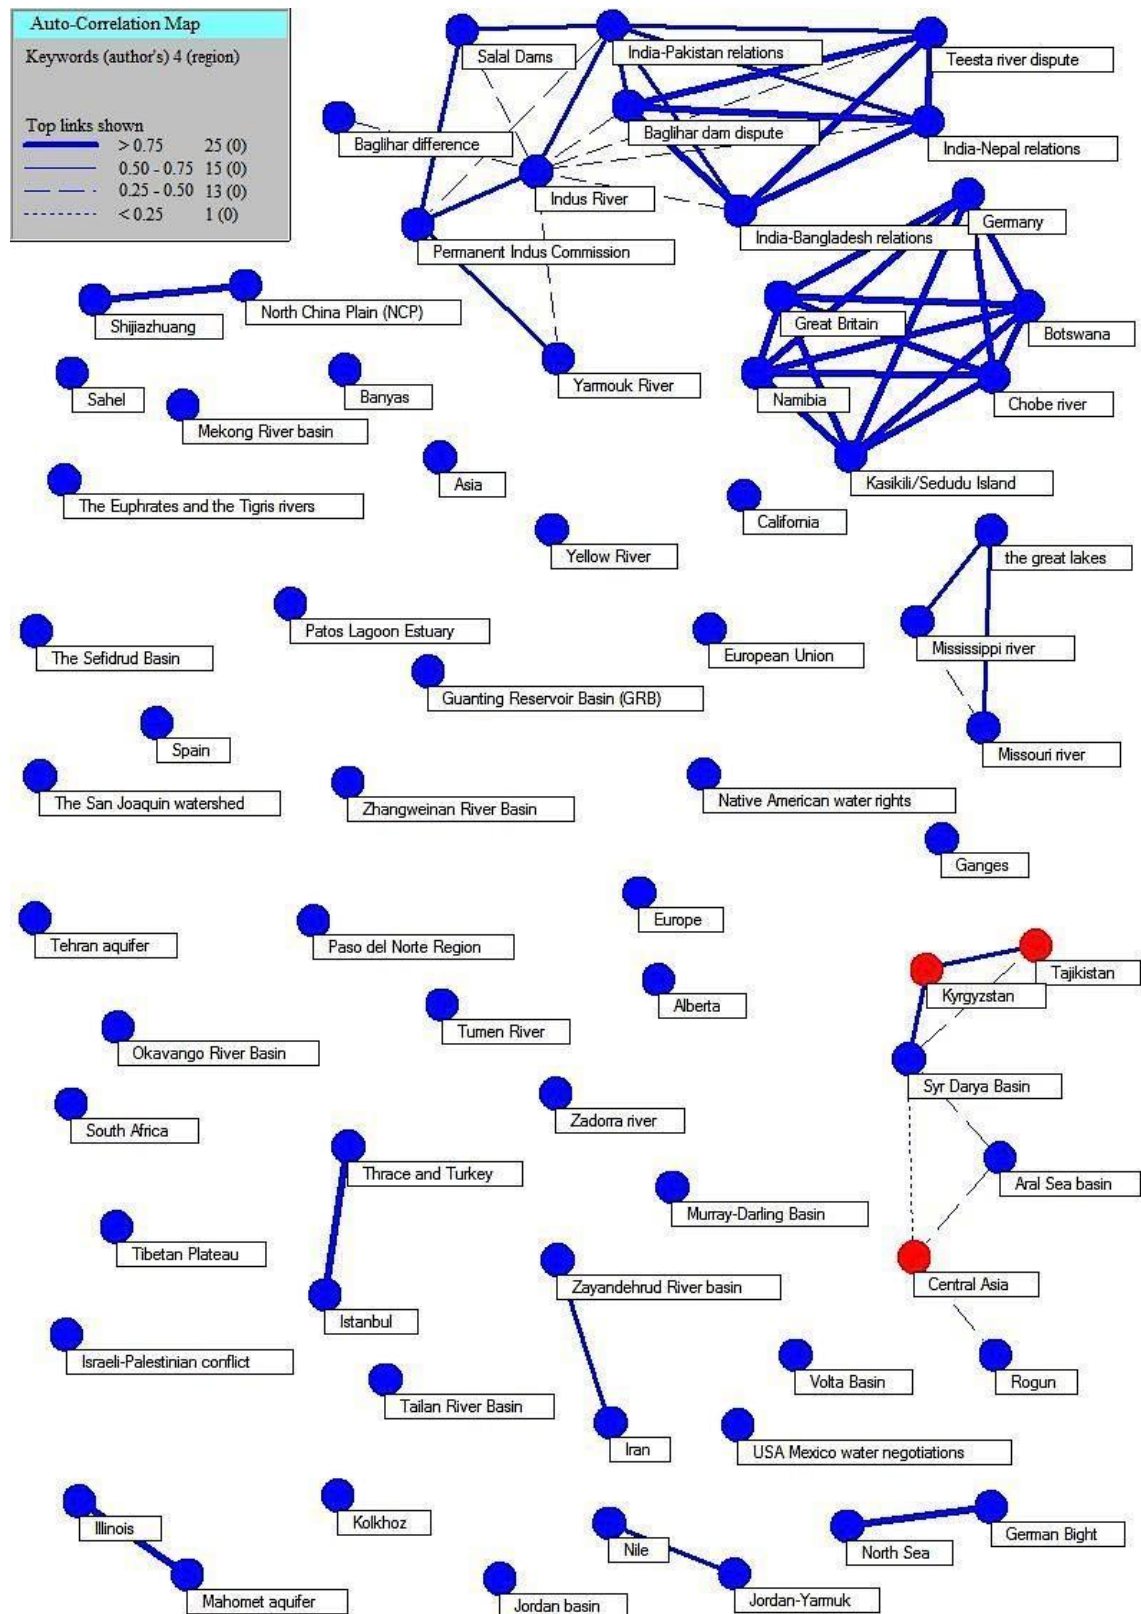 Auto-Correlation Map
Keywords (author's) 4 (region)
Top links shown
> 0.75 25 (0)
0.50 - 0.75 15 (0)
0.25 - 0.50 13 (0)
< 0.25 1 (0)
Salal Dams
India-Pakistan relations
Teesta river dispute
Baglihar difference
Baglihar dam dispute
India-Nepal relations
Indus River
Germany
India-Bangladesh relations
Permanent Indus Commission
North China Plain (NCP)
Shijiazhuang
Great Britain
Botswana
Yarmouk River
Sahel
Banyas
Namibia
Chobe river
Mekong River basin
Asia
Kasikili/Sedudu Island
The Euphrates and the Tigris rivers
California
Yellow River
the great lakes
Patos Lagoon Estuary
The Sefidrud Basin
European Union
Mississippi river
Guanting Reservoir Basin (GRB)
Spain
Missouri river
The San Joaquin watershed
Zhangweinan River Basin
Native American water rights
Ganges
Tehran aquifer
Paso del Norte Region
Europe
Tajikistan
Kyrgyzstan
Alberta
Tumen River
Okavango River Basin
Syr Darya Basin
South Africa
Zadorra river
Thrace and Turkey
Aral Sea basin
Murray-Darling Basin
Tibetan Plateau
Zayandehrud River basin
Central Asia
Istanbul
Israeli-Palestinian conflict
Volta Basin
Rogun
Tailan River Basin
Iran
USA Mexico water negotiations
Illinois
Kolkhoz
Nile
North Sea
German Bight
Mahomet aquifer
Jordan basin
Jordan-Yarmuk